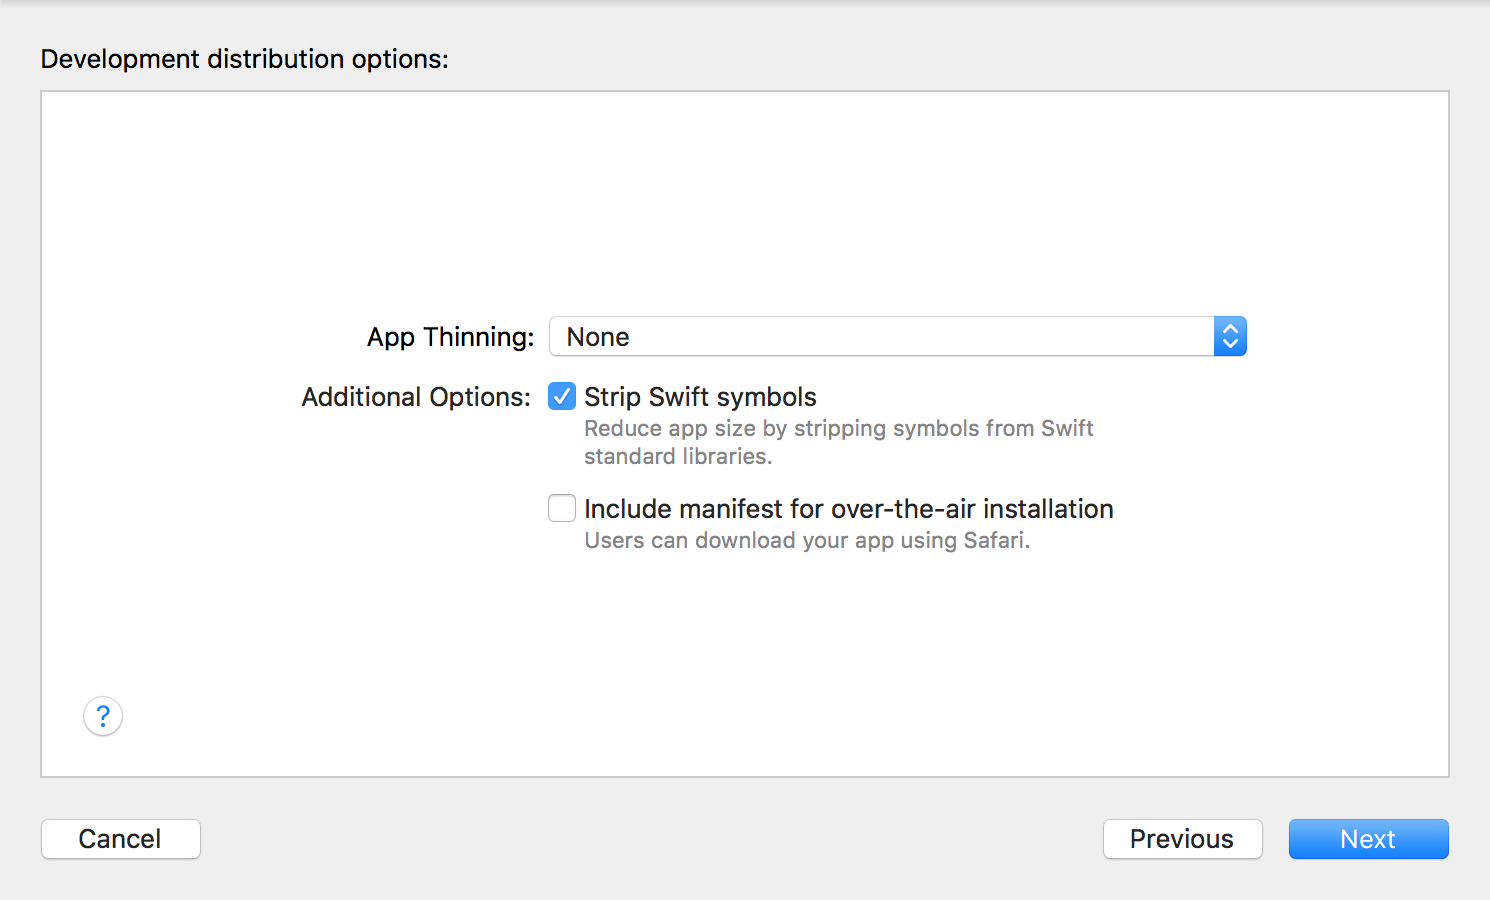 Development distribution options:
App Thinning: None
Additional Options: Strip Swift symbols
Reduce app size by stripping symbols from Swift
standard libraries.
Include manifest for over-the-air installation
Users can download your app using Safari.
?
Cancel Previous Next